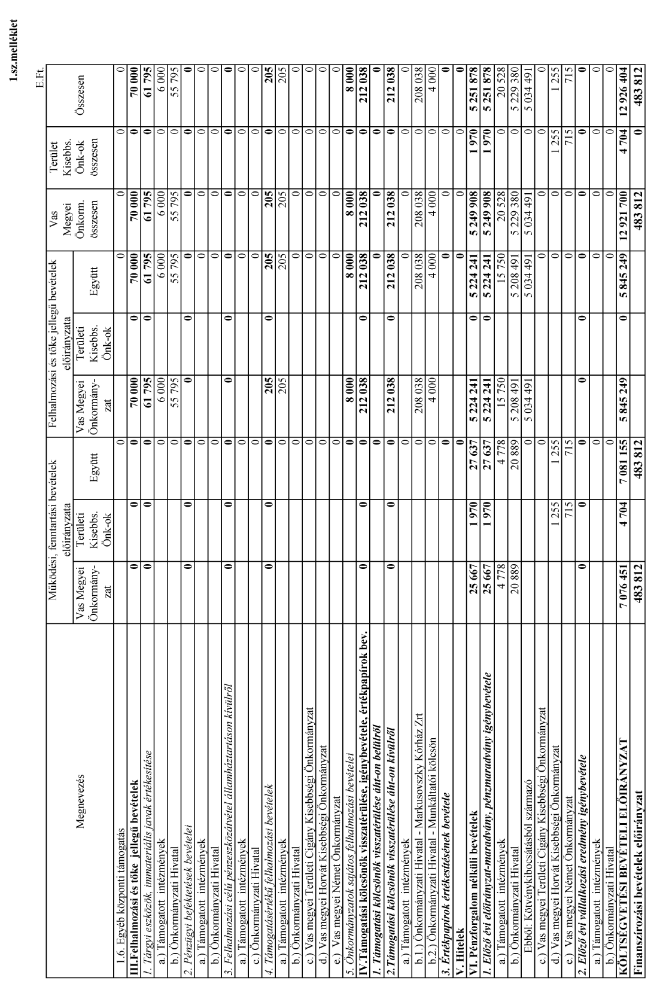 1.sz.melléklet
E.Ft.
Megnevezés | Működési, fenntartási bevételek előirányzata | Felhalmozási és tőke jellegű bevételek előirányzata | Vas Megyei Önkorm. összesen | Terület Kisebbs. Önk-ok összesen | Összesen
Vas Megyei Önkormány-zat | Területi Kisebbs. Önk-ok | Együtt | Vas Megyei Önkormány-zat | Területi Kisebbs. Önk-ok | Együtt
1.6. Egyéb központi támogatás | | | 0 | | | 0 | 0 | 0 | 0
III.Felhalmozási és tőke jellegű bevételek | 0 | 0 | 0 | 70 000 | 0 | 70 000 | 70 000 | 0 | 70 000
1. Tárgyi eszközök, immateriális javak értékesítése | 0 | 0 | 0 | 61 795 | 0 | 61 795 | 61 795 | 0 | 61 795
a.) Támogatott intézmények | | | 0 | 6 000 | | 6 000 | 6 000 | 0 | 6 000
b.) Önkormányzati Hivatal | | | 0 | 55 795 | | 55 795 | 55 795 | 0 | 55 795
2. Pénzügyi befektetések bevételei | 0 | 0 | 0 | 0 | 0 | 0 | 0 | 0 | 0
a.) Támogatott intézmények | | | 0 | | | 0 | 0 | 0 | 0
b.) Önkormányzati Hivatal | | | 0 | | | 0 | 0 | 0 | 0
3. Felhalmozási célú pénzeszközátvétel államháztartáson kívülről | 0 | 0 | 0 | 0 | 0 | 0 | 0 | 0 | 0
a.) Támogatott intézmények | | | 0 | | | 0 | 0 | 0 | 0
c.) Önkormányzati Hivatal | | | 0 | | | 0 | 0 | 0 | 0
4. Támogatásértékű felhalmozási bevételek | 0 | 0 | 0 | 205 | 0 | 205 | 205 | 0 | 205
a.) Támogatott intézmények | | | 0 | 205 | | 205 | 205 | 0 | 205
b.) Önkormányzati Hivatal | | | 0 | | | 0 | 0 | 0 | 0
c.) Vas megyei Területi Cigány Kisebbségi Önkormányzat | | | 0 | | | 0 | 0 | 0 | 0
d.) Vas megyei Horvát Kisebbségi Önkormányzat | | | 0 | | | 0 | 0 | 0 | 0
e.) Vas megyei Német Önkormányzat | | | 0 | | | 0 | 0 | 0 | 0
5. Önkormányzatok sajátos felhalmozási bevételei | | | 0 | 8 000 | | 8 000 | 8 000 | 0 | 8 000
IV.Támogatási kölcsönök visszatérülése, igénybevétele, értékpapírok bev. | 0 | 0 | 0 | 212 038 | 0 | 212 038 | 212 038 | 0 | 212 038
1. Támogatási kölcsönök visszatérülése áht-on belülről | | | 0 | | | 0 | 0 | 0 | 0
2.Támogatási kölcsönök visszatérülése áht-on kívülről | 0 | 0 | 0 | 212 038 | 0 | 212 038 | 212 038 | 0 | 212 038
a.) Támogatott intézmények | | | 0 | | | 0 | 0 | 0 | 0
b.1.) Önkormányzati Hivatal - Markusovszky Kórház Zrt | | | 0 | 208 038 | | 208 038 | 208 038 | 0 | 208 038
b.2.) Önkormányzati Hivatal - Munkáltatói kölcsön | | | 0 | 4 000 | | 4 000 | 4 000 | 0 | 4 000
3. Értékpapírok értékesítésének bevétele | | | 0 | | | 0 | 0 | 0 | 0
V. Hitelek | | | 0 | | | 0 | 0 | 0 | 0
VI. Pénzforgalom nélküli bevételek | 25 667 | 1 970 | 27 637 | 5 224 241 | 0 | 5 224 241 | 5 249 908 | 1 970 | 5 251 878
1. Előző évi előirányzat-maradvány, pénzmaradvány igénybevétele | 25 667 | 1 970 | 27 637 | 5 224 241 | 0 | 5 224 241 | 5 249 908 | 1 970 | 5 251 878
a.) Támogatott intézmények | 4 778 | | 4 778 | 15 750 | | 15 750 | 20 528 | 0 | 20 528
b.) Önkormányzati Hivatal | 20 889 | | 20 889 | 5 208 491 | | 5 208 491 | 5 229 380 | 0 | 5 229 380
Ebből: Kötvénykibocsátásból származó | | | 0 | 5 034 491 | | 5 034 491 | 5 034 491 | 0 | 5 034 491
c.) Vas megyei Területi Cigány Kisebbségi Önkormányzat | | | 0 | | | 0 | 0 | 0 | 0
d.) Vas megyei Horvát Kisebbségi Önkormányzat | | 1 255 | 1 255 | | | 0 | 0 | 1 255 | 1 255
e.) Vas megyei Német Önkormányzat | | 715 | 715 | | | 0 | 0 | 715 | 715
2. Előző évi vállalkozási eredmény igénybevétele | 0 | 0 | 0 | 0 | 0 | 0 | 0 | 0 | 0
a.) Támogatott intézmények | | | 0 | | | 0 | 0 | 0 | 0
b.) Önkormányzati Hivatal | | | 0 | | | 0 | 0 | 0 | 0
KÖLTSÉGVETÉSI BEVÉTELI ELŐIRÁNYZAT | 7 076 451 | 4 704 | 7 081 155 | 5 845 249 | 0 | 5 845 249 | 12 921 700 | 4 704 | 12 926 404
Finanszírozási bevételek előirányzat | 483 812 | | 483 812 | | | | 483 812 | 0 | 483 812